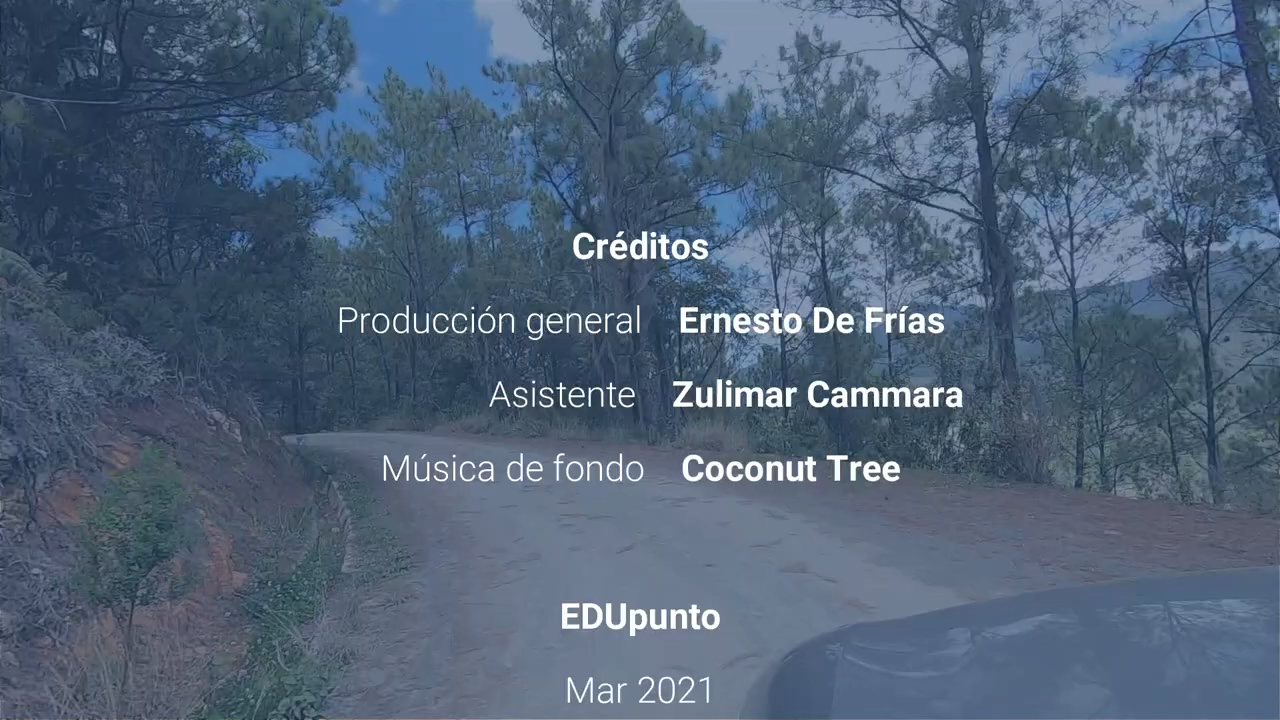 Créditos
Producción general Ernesto De Frías
Asistente Zulimar Cammara
Música de fondo Coconut Tree
EDUpunto
Mar 2021